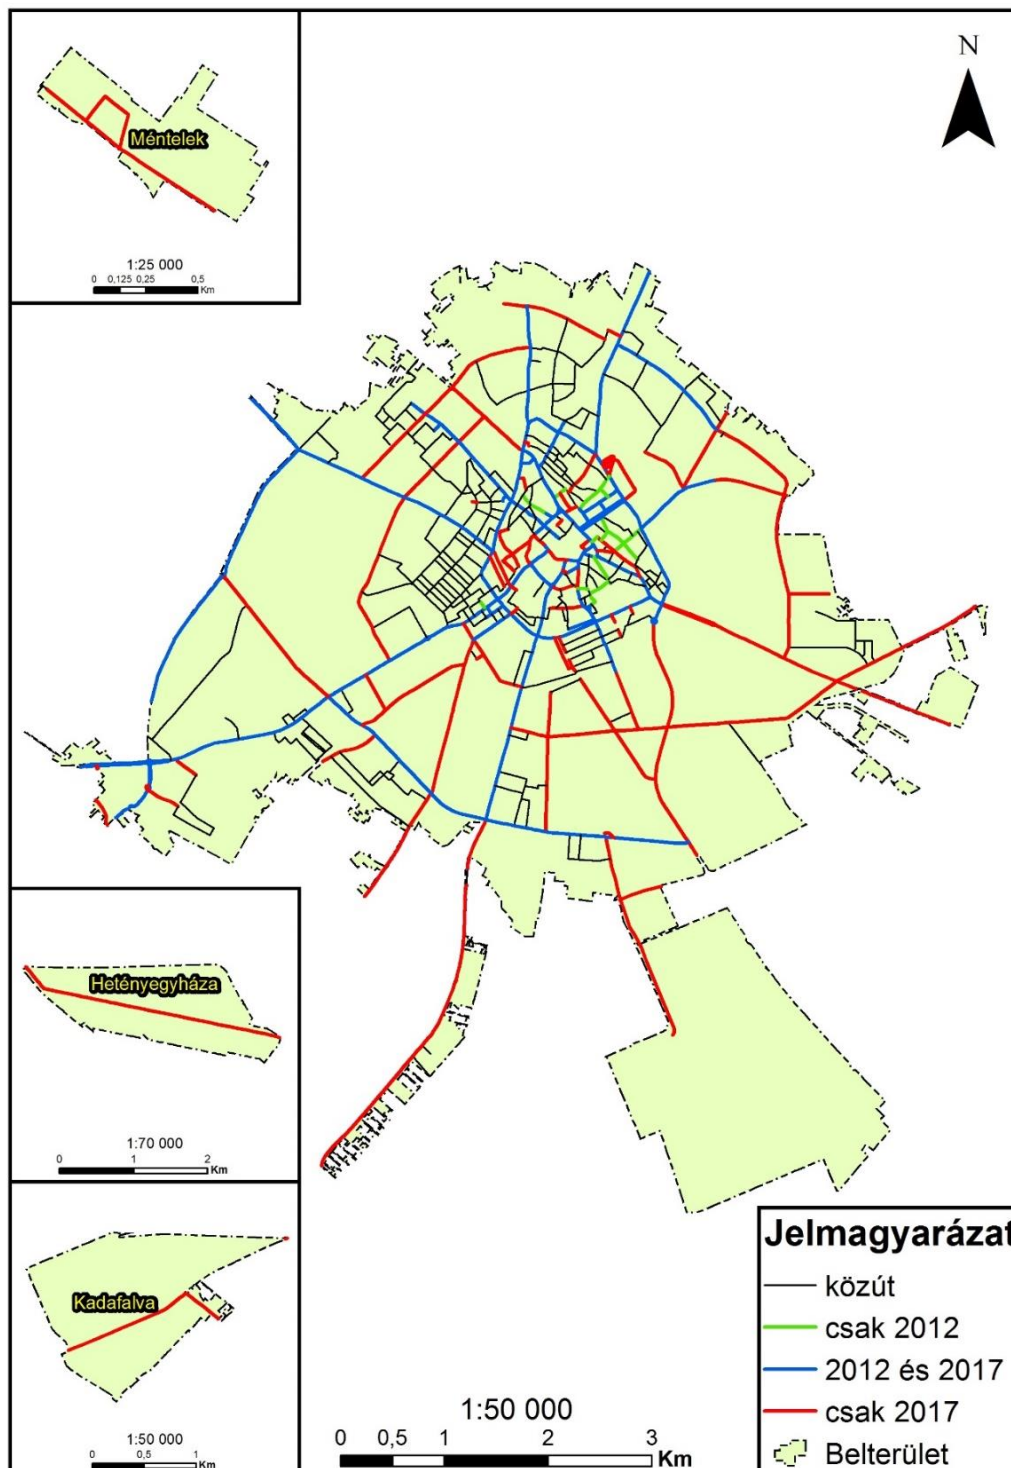 N
Méntelek
1:25 000
0 0,125 0,25 0,5
Km
Hetényegyháza
1:70 000
0 1 2
Km
Kadafalva
1:50 000
0 0,5 1
Km
1:50 000
0 0,5 1 2 3
Km
Jelmagyarázat
közút
csak 2012
2012 és 2017
csak 2017
Belterület